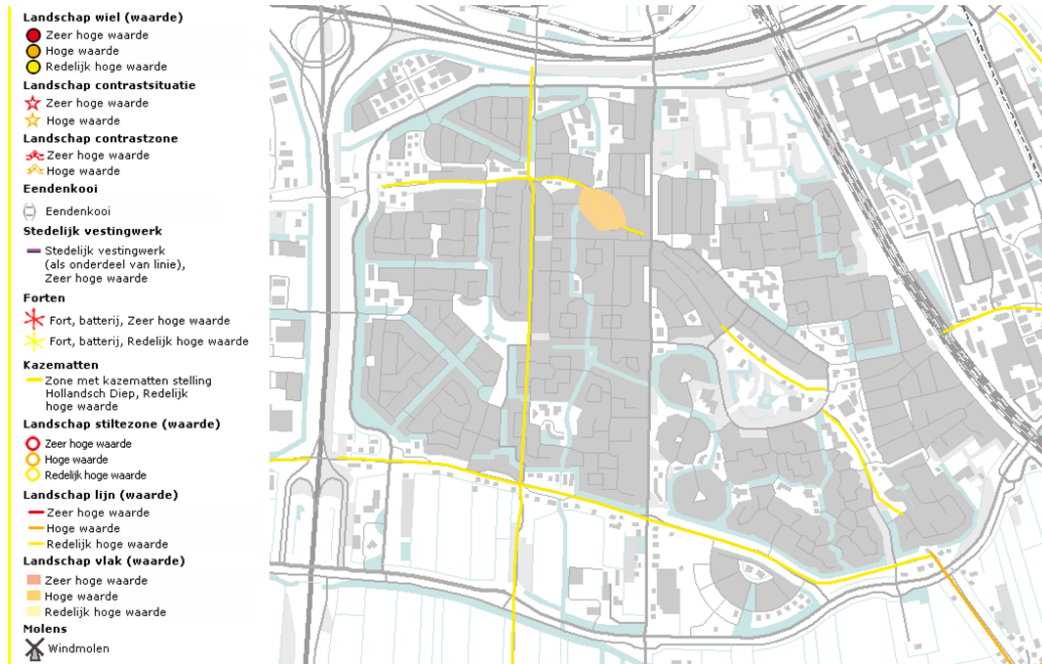 Landschap wiel (waarde)
Zeer hoge waarde
Hoge waarde
Redelijk hoge waarde
Landschap contrastsituatie
Zeer hoge waarde
Hoge waarde
Landschap contrastzone
Zeer hoge waarde
Hoge waarde
Eendenkooi
Eendenkooi
Stedelijk vestingwerk
Stedelijk vestingwerk
(als onderdeel van linie),
Zeer hoge waarde
Forten
Fort, batterij, Zeer hoge waarde
Fort, batterij, Redelijk hoge waarde
Kazematten
Zone met kazematten stelling
Hollandsch Diep, Redelijk
hoge waarde
Landschap stiltezone (waarde)
Zeer hoge waarde
Hoge waarde
Redelijk hoge waarde
Landschap lijn (waarde)
Zeer hoge waarde
Hoge waarde
Redelijk hoge waarde
Landschap vlak (waarde)
Zeer hoge waarde
Hoge waarde
Redelijk hoge waarde
Molens
Windmolen